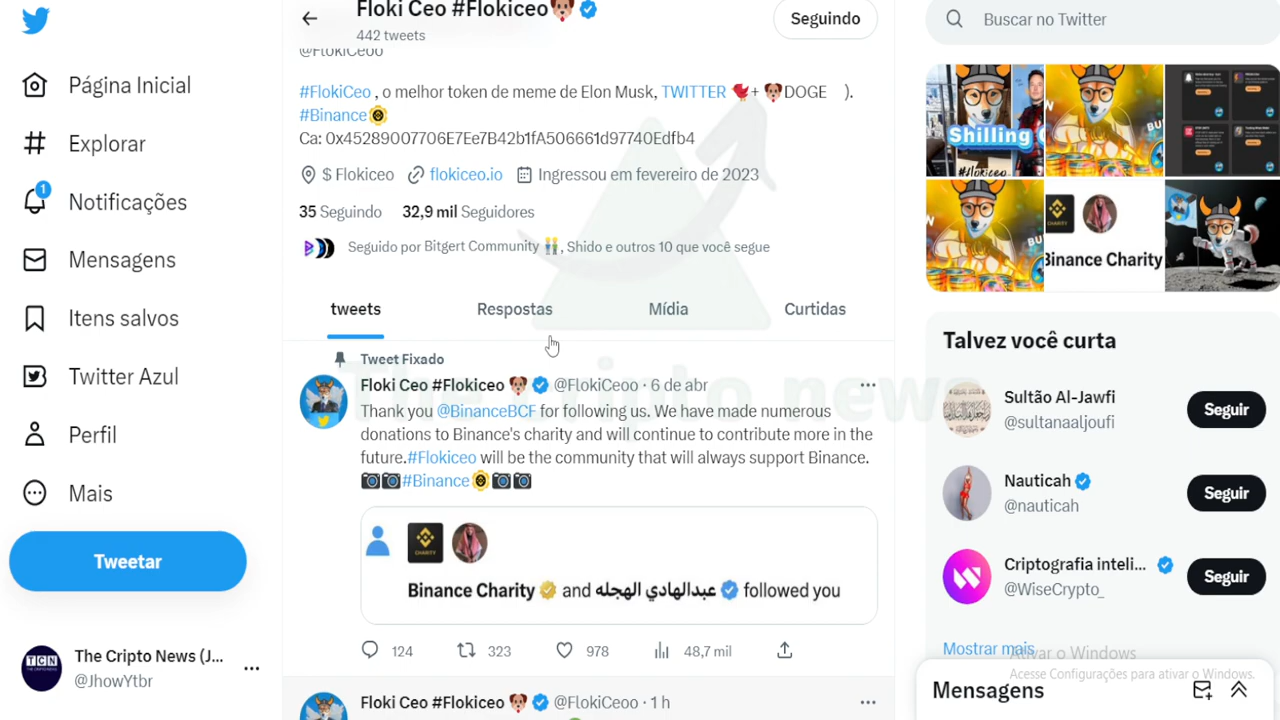 Página Inicial
Explorar
1
Notificações
Mensagens
Itens salvos
Twitter Azul
Perfil
Mais
Tweetar
TCN
The Cripto News (J...
@JhowYtbr
Floki Ceo #Flokiceo
442 tweets
Seguindo
@FlokiCeoo
#FlokiCeo , o melhor token de meme de Elon Musk, TWITTER + DOGE ).
#Binance
Ca: 0x45289007706E7Ee7B42b1fA506661d97740Edfb4
$ Flokiceo flokiceo.io Ingressou em fevereiro de 2023
35 Seguindo 32,9 mil Seguidores
Seguido por Bitgert Community , Shido e outros 10 que você segue
tweets Respostas Mídia Curtidas
Tweet Fixado
Floki Ceo #Flokiceo @FlokiCeoo · 6 de abr
Thank you @BinanceBCF for following us. We have made numerous
donations to Binance's charity and will continue to contribute more in the
future.#Flokiceo will be the community that will always support Binance.
#Binance
CHARITY
Binance Charity and عبدالهادي الهجله followed you
124 323 978 48,7 mil
Floki Ceo #Flokiceo @FlokiCeoo · 1 h
The Cripto news
Buscar no Twitter
Shilling
#flokiceo
Binance Charity
Talvez você curta
Sultão Al-Jawfi
@sultanaaljoufi
Seguir
Nauticah
@nauticah
Seguir
Criptografia inteli...
@WiseCrypto_
Seguir
Mostrar mais
Ativar o Windows
Acesse Configurações para ativar o Windows.
Mensagens